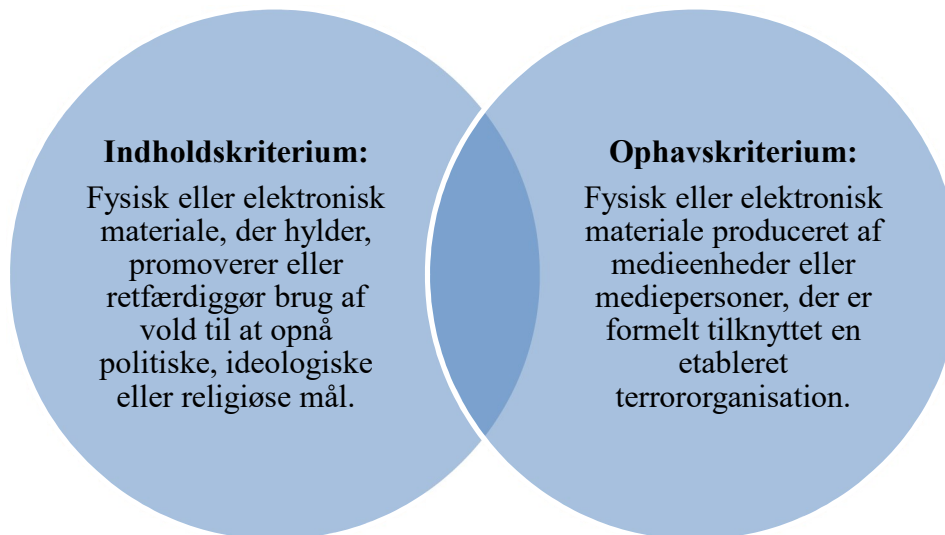 Indholdskriterium:
Fysisk eller elektronisk
materiale, der hylder,
promoverer eller
retfærdiggør brug af
vold til at opnå
politiske, ideologiske
eller religiøse mål.
Ophavskriterium:
Fysisk eller elektronisk
materiale produceret af
medieenheder eller
mediepersoner, der er
formelt tilknyttet en
etableret
terrororganisation.